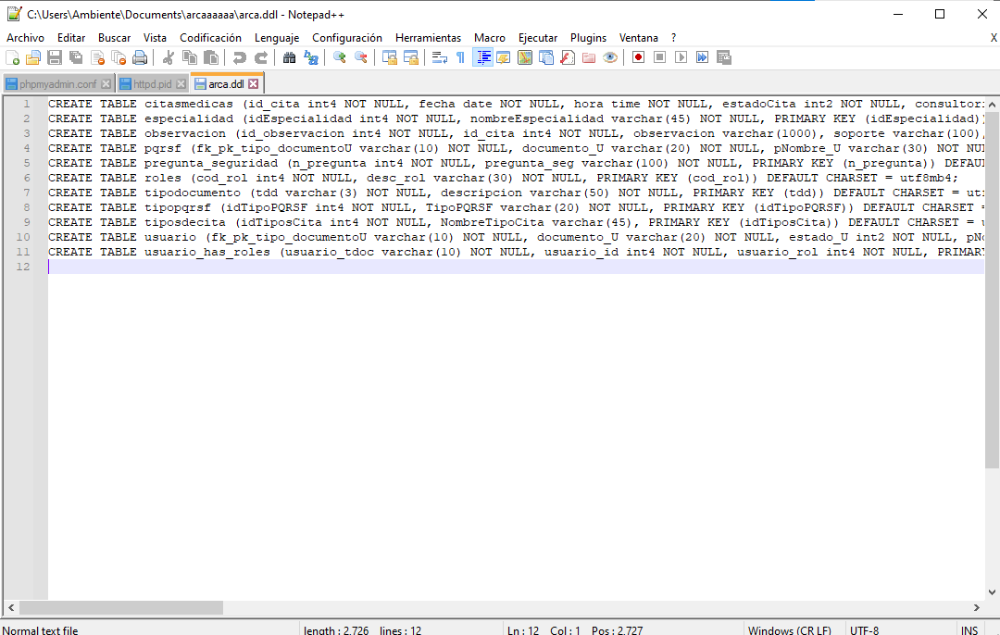 C:\Users\Ambiente\Documents\arcaaaaaa\arca.ddl - Notepad++
Archivo Editar Buscar Vista Codificación Lenguaje Configuración Herramientas Macro Ejecutar Plugins Ventana ? X
phpmyadmin.conf httpd.pid arca.ddl
1 CREATE TABLE citasmedicas (id_cita int4 NOT NULL, fecha date NOT NULL, hora time NOT NULL, estadoCita int2 NOT NULL, consultori
2 CREATE TABLE especialidad (idEspecialidad int4 NOT NULL, nombreEspecialidad varchar(45) NOT NULL, PRIMARY KEY (idEspecialidad)
3 CREATE TABLE observacion (id_observacion int4 NOT NULL, id_cita int4 NOT NULL, observacion varchar(1000), soporte varchar(100),
4 CREATE TABLE pqrsf (fk_pk_tipo_documentoU varchar(10) NOT NULL, documento_U varchar(20) NOT NULL, pNombre_U varchar(30) NOT NUL
5 CREATE TABLE pregunta_seguridad (n_pregunta int4 NOT NULL, pregunta_seg varchar(100) NOT NULL, PRIMARY KEY (n_pregunta)) DEFAU
6 CREATE TABLE roles (cod_rol int4 NOT NULL, desc_rol varchar(30) NOT NULL, PRIMARY KEY (cod_rol)) DEFAULT CHARSET = utf8mb4;
7 CREATE TABLE tipodocumento (tdd varchar(3) NOT NULL, descripcion varchar(50) NOT NULL, PRIMARY KEY (tdd)) DEFAULT CHARSET = ut
8 CREATE TABLE tipopqrsf (idTipoPQRSF int4 NOT NULL, TipoPQRSF varchar(20) NOT NULL, PRIMARY KEY (idTipoPQRSF)) DEFAULT CHARSET =
9 CREATE TABLE tiposdecita (idTiposCita int4 NOT NULL, NombreTipoCita varchar(45), PRIMARY KEY (idTiposCita)) DEFAULT CHARSET = u
10 CREATE TABLE usuario (fk_pk_tipo_documentoU varchar(10) NOT NULL, documento_U varchar(20) NOT NULL, estado_U int2 NOT NULL, pNo
11 CREATE TABLE usuario_has_roles (usuario_tdoc varchar(10) NOT NULL, usuario_id int4 NOT NULL, usuario_rol int4 NOT NULL, PRIMAR
12
Normal text file length : 2.726 lines : 12 Ln : 12 Col : 1 Pos : 2.727 Windows (CR LF) UTF-8 INS